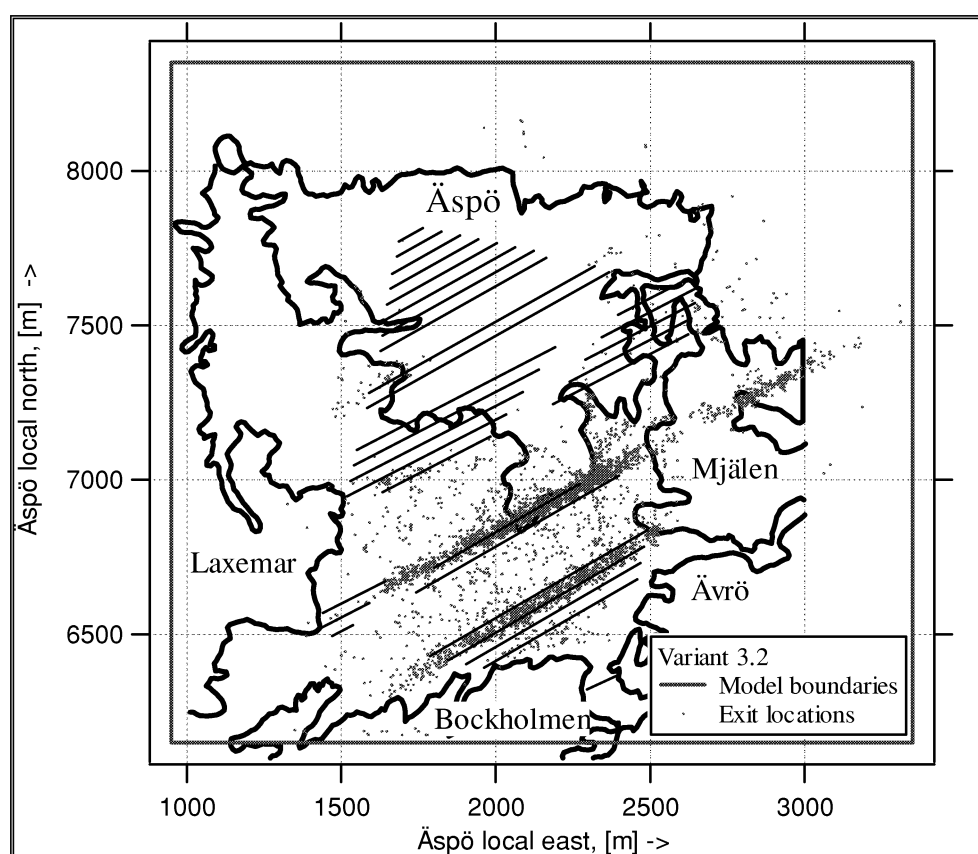 8000
7500
7000
6500
Äspö local north, [m] ->
Äspö
Mjälen
Laxemar
Ävrö
Bockholmen
Variant 3.2
Model boundaries
Exit locations
1000 1500 2000 2500 3000
Äspö local east, [m] ->